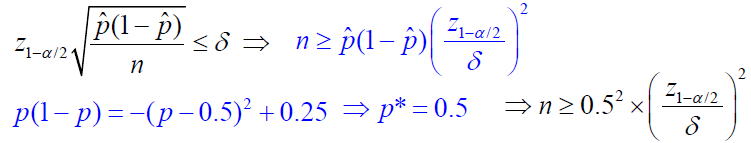 z_{1-α/2} √(p̂(1-p̂)/n) ≤ δ ⇒ n ≥ p̂(1-p̂)(z_{1-α/2}/δ)²
p(1-p) = -(p-0.5)² + 0.25 ⇒ p* = 0.5 ⇒ n ≥ 0.5² × (z_{1-α/2}/δ)²